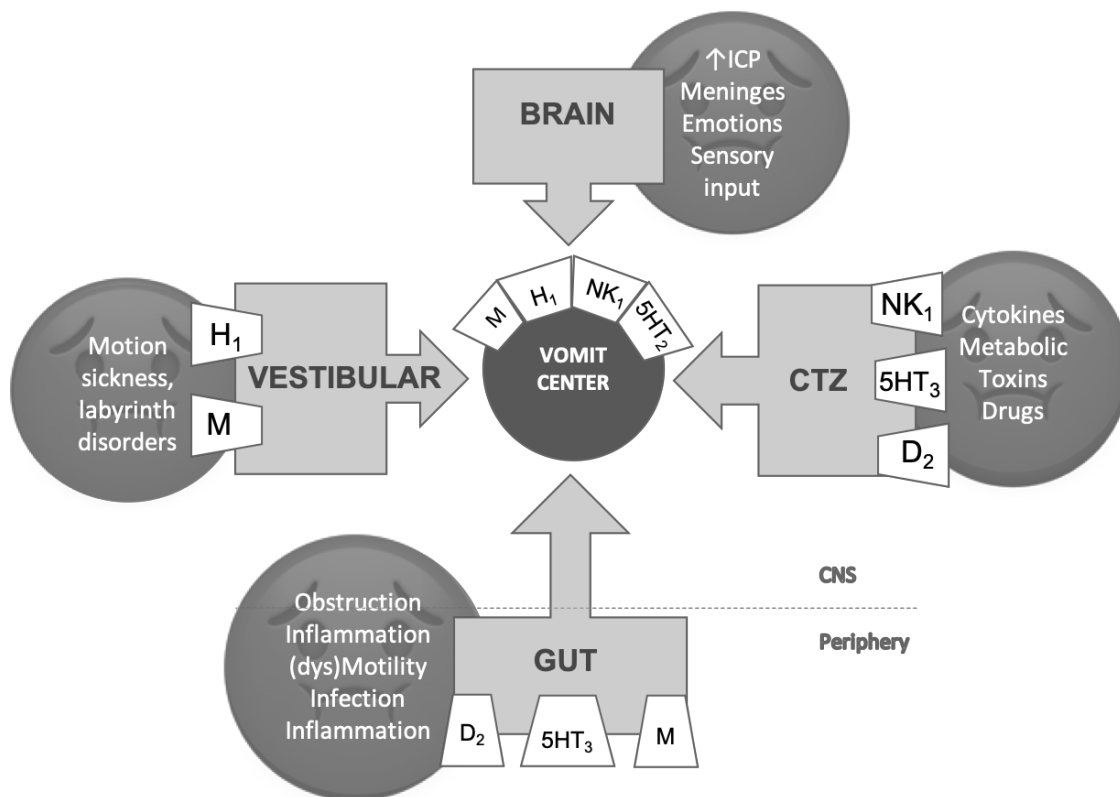 ↑ICP
Meninges
Emotions
Sensory
input
BRAIN
M
H₁
NK₁
5HT₂
VOMIT
CENTER
H₁
M
Motion
sickness,
labyrinth
disorders
VESTIBULAR
CTZ
NK₁
5HT₃
D₂
Cytokines
Metabolic
Toxins
Drugs
CNS
Periphery
Obstruction
Inflammation
(dys)Motility
Infection
Inflammation
GUT
D₂
5HT₃
M